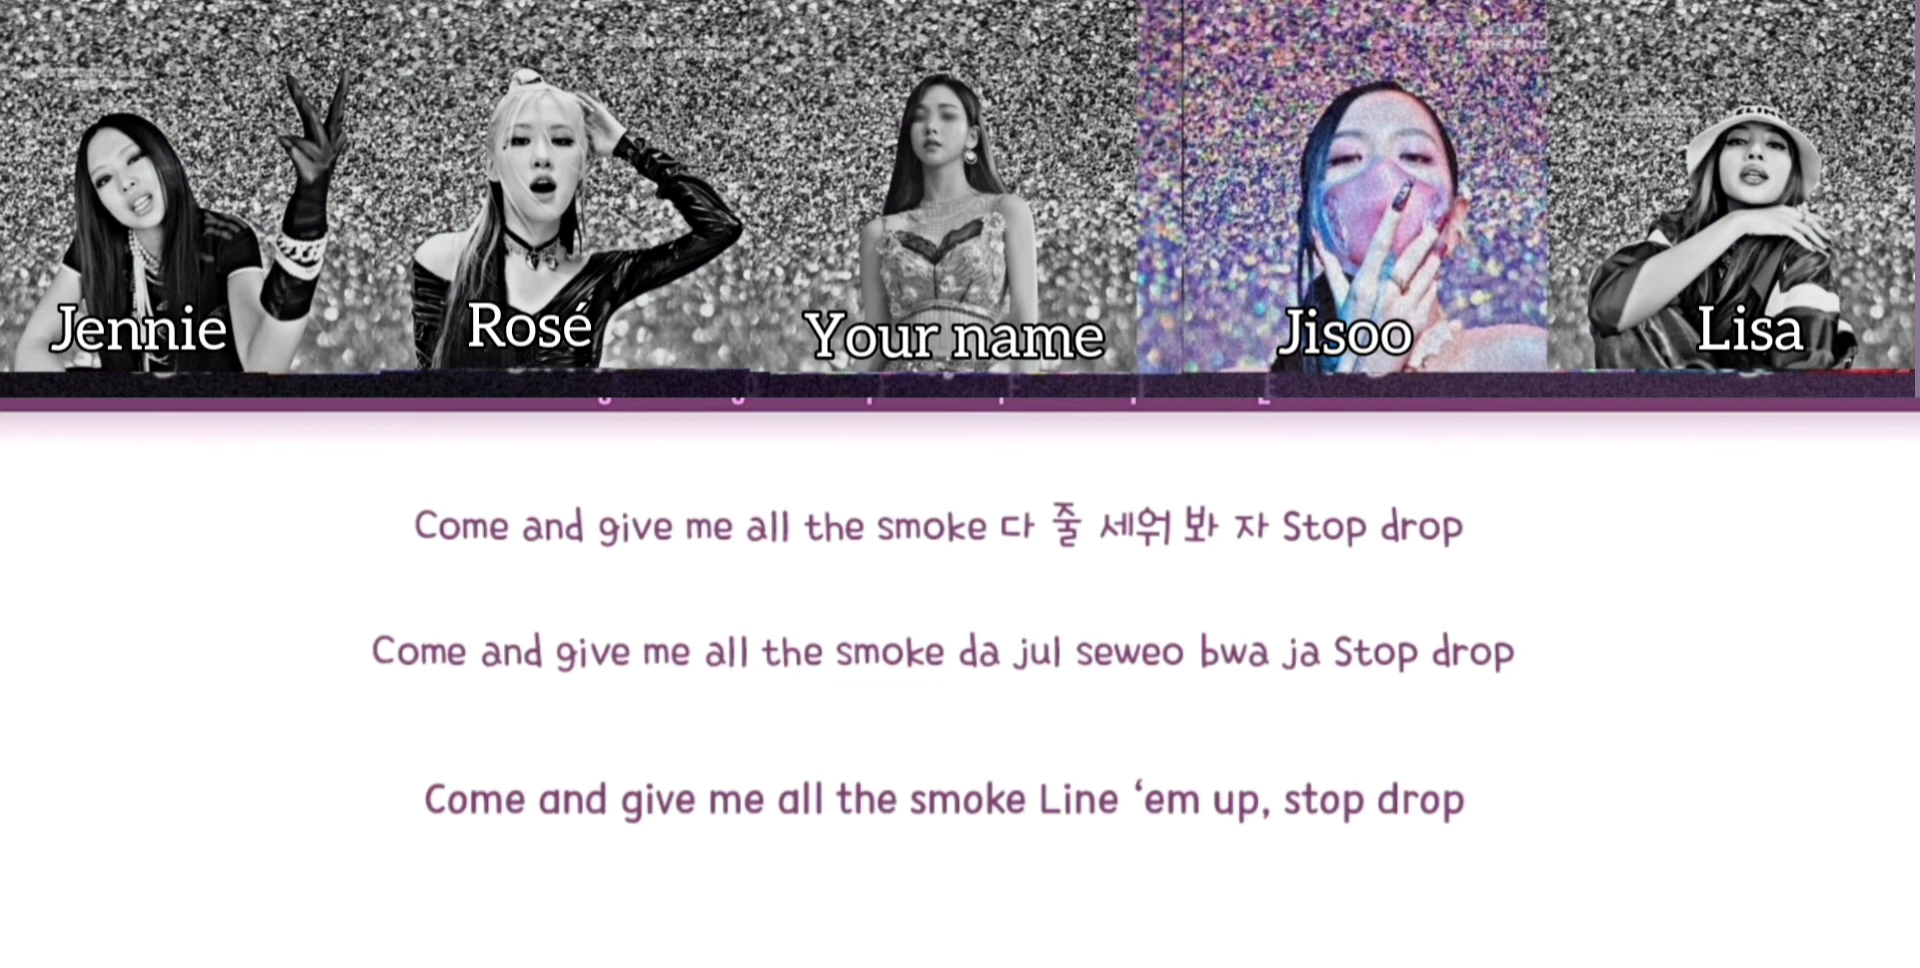 Jennie
Rosé
Your name
Jisoo
Lisa
Come and give me all the smoke 다 줄 세워 봐 자 Stop drop
Come and give me all the smoke da jul seweo bwa ja Stop drop
Come and give me all the smoke Line ‘em up, stop drop